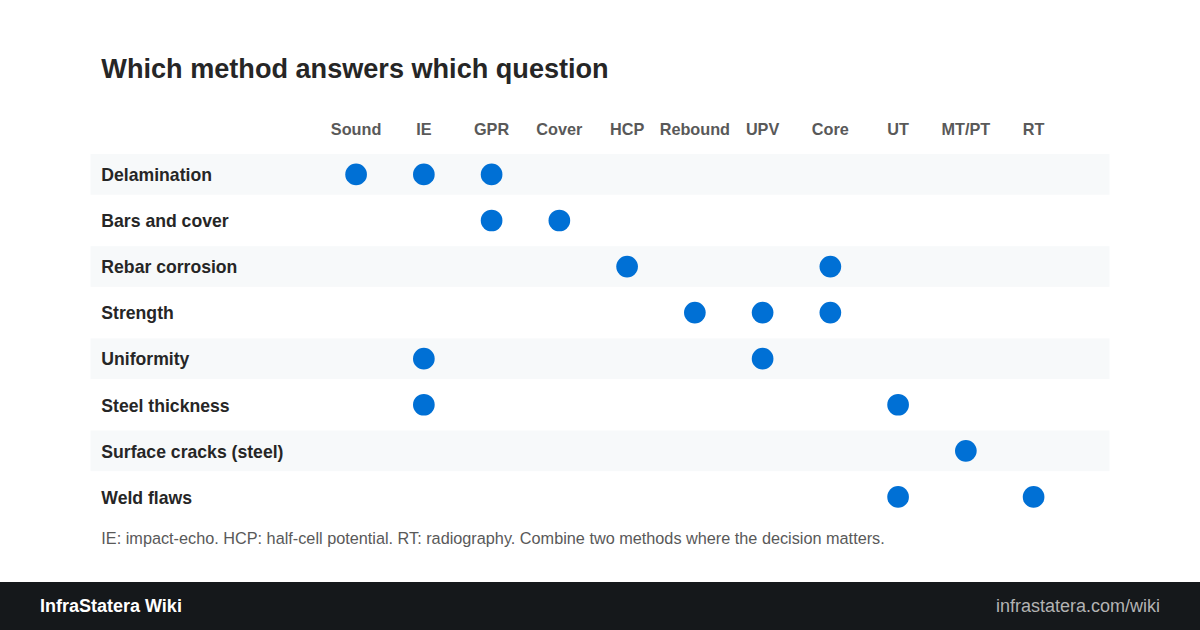 Which method answers which question
Sound IE GPR Cover HCP Rebound UPV Core UT MT/PT RT
Delamination
Bars and cover
Rebar corrosion
Strength
Uniformity
Steel thickness
Surface cracks (steel)
Weld flaws
IE: impact-echo. HCP: half-cell potential. RT: radiography. Combine two methods where the decision matters.
InfraStatera Wiki infrastatera.com/wiki